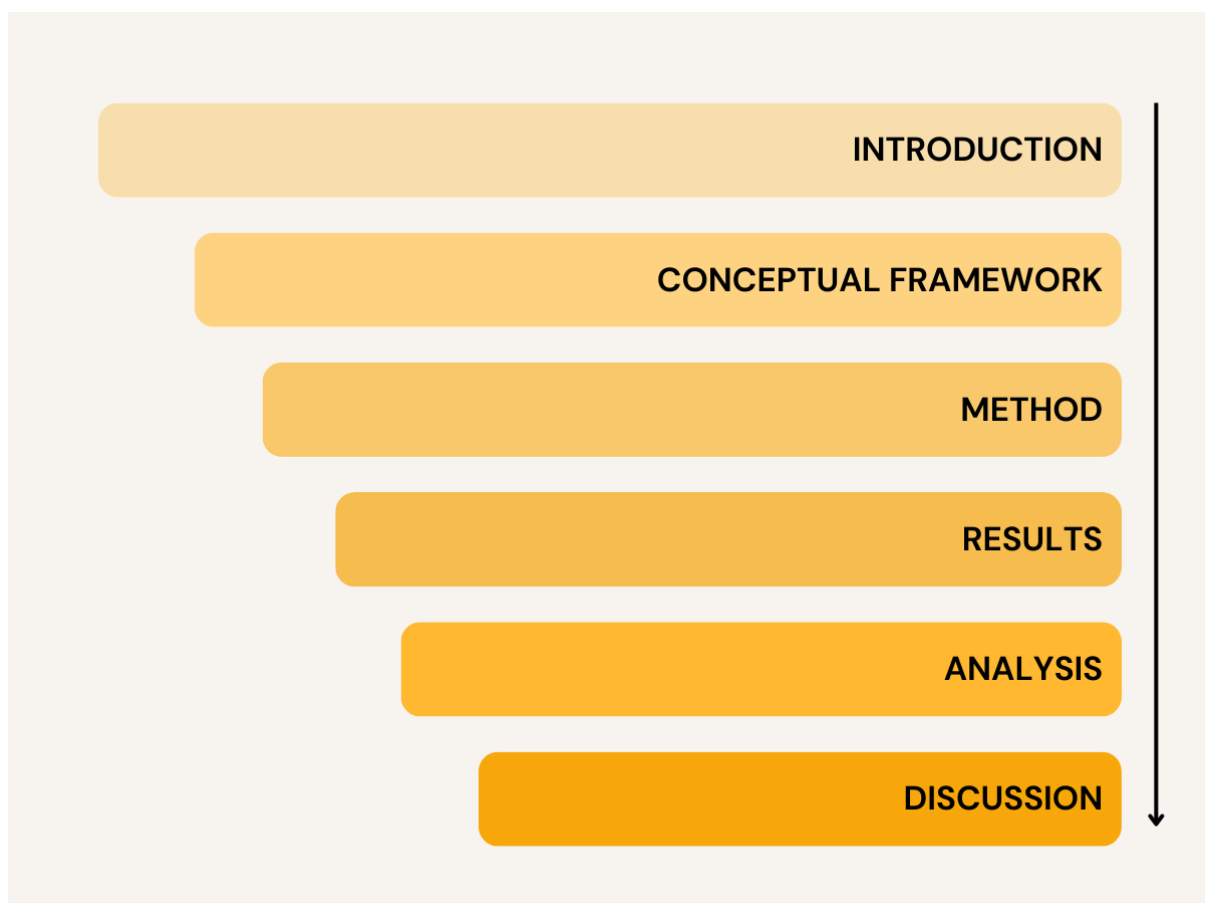 INTRODUCTION
CONCEPTUAL FRAMEWORK
METHOD
RESULTS
ANALYSIS
DISCUSSION